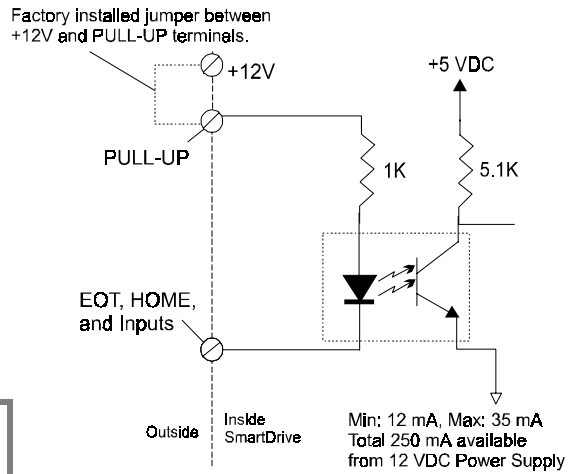 Factory installed jumper between
+12V and PULL-UP terminals.
+12V
+5 VDC
PULL-UP
1K
5.1K
EOT, HOME,
and Inputs
Outside
Inside
SmartDrive
Min: 12 mA, Max: 35 mA
Total 250 mA available
from 12 VDC Power Supply